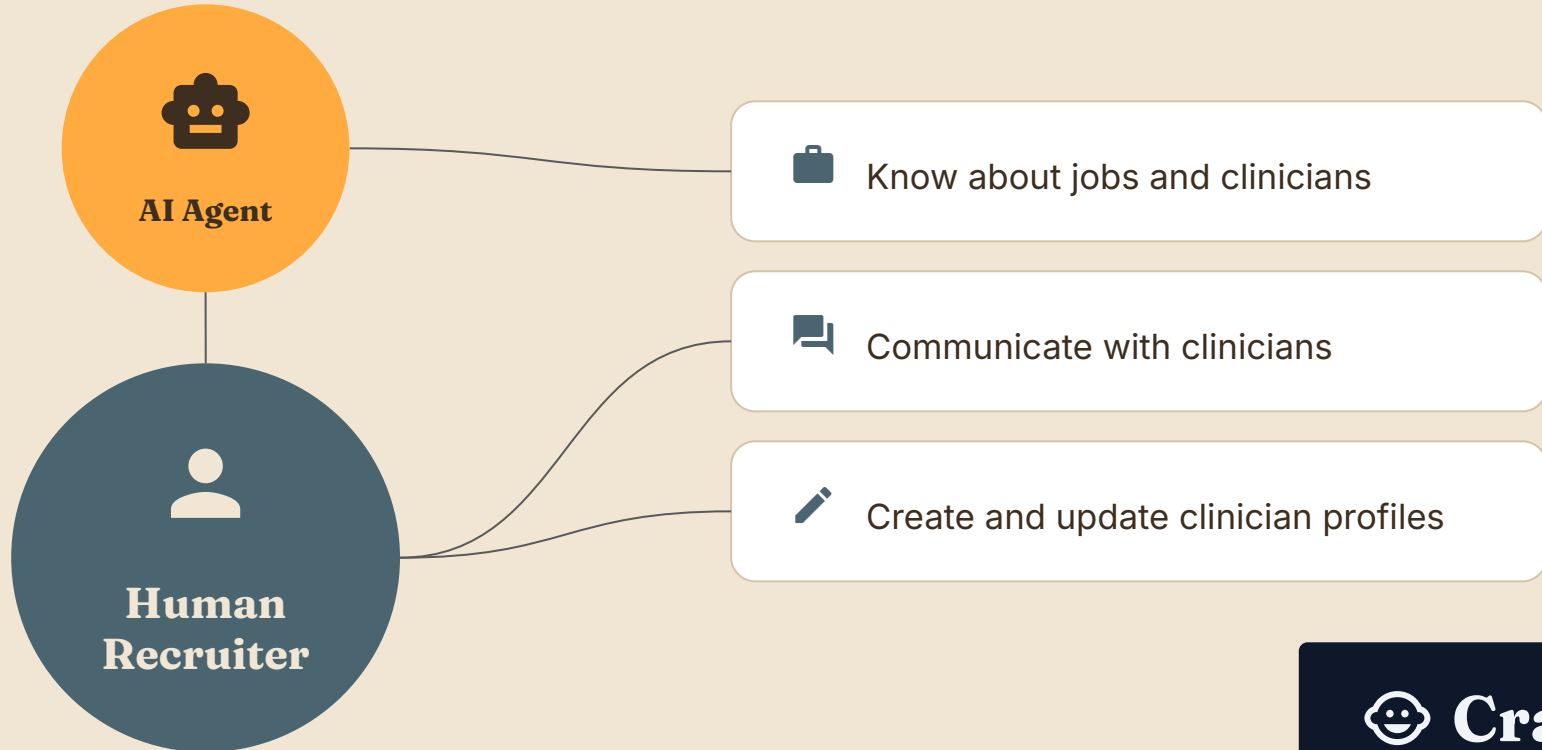 AI Agent
Know about jobs and clinicians
Communicate with clinicians
Create and update clinician profiles
Human
Recruiter